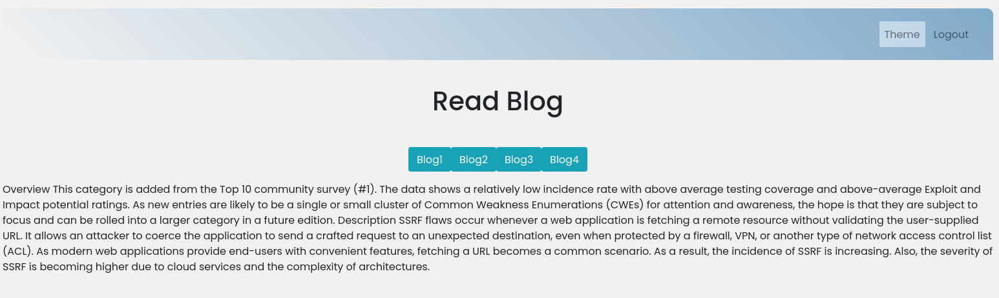 Theme Logout
Read Blog
Blog1 Blog2 Blog3 Blog4
Overview This category is added from the Top 10 community survey (#1). The data shows a relatively low incidence rate with above average testing coverage and above-average Exploit and
Impact potential ratings. As new entries are likely to be a single or small cluster of Common Weakness Enumerations (CWEs) for attention and awareness, the hope is that they are subject to
focus and can be rolled into a larger category in a future edition. Description SSRF flaws occur whenever a web application is fetching a remote resource without validating the user-supplied
URL. It allows an attacker to coerce the application to send a crafted request to an unexpected destination, even when protected by a firewall, VPN, or another type of network access control list
(ACL). As modern web applications provide end-users with convenient features, fetching a URL becomes a common scenario. As a result, the incidence of SSRF is increasing. Also, the severity of
SSRF is becoming higher due to cloud services and the complexity of architectures.